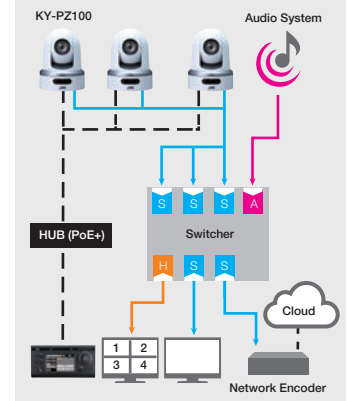 KY-PZ100
Audio System
S S S A
Switcher
HUB (PoE+)
H S S
Cloud
1 2
3 4
Network Encoder